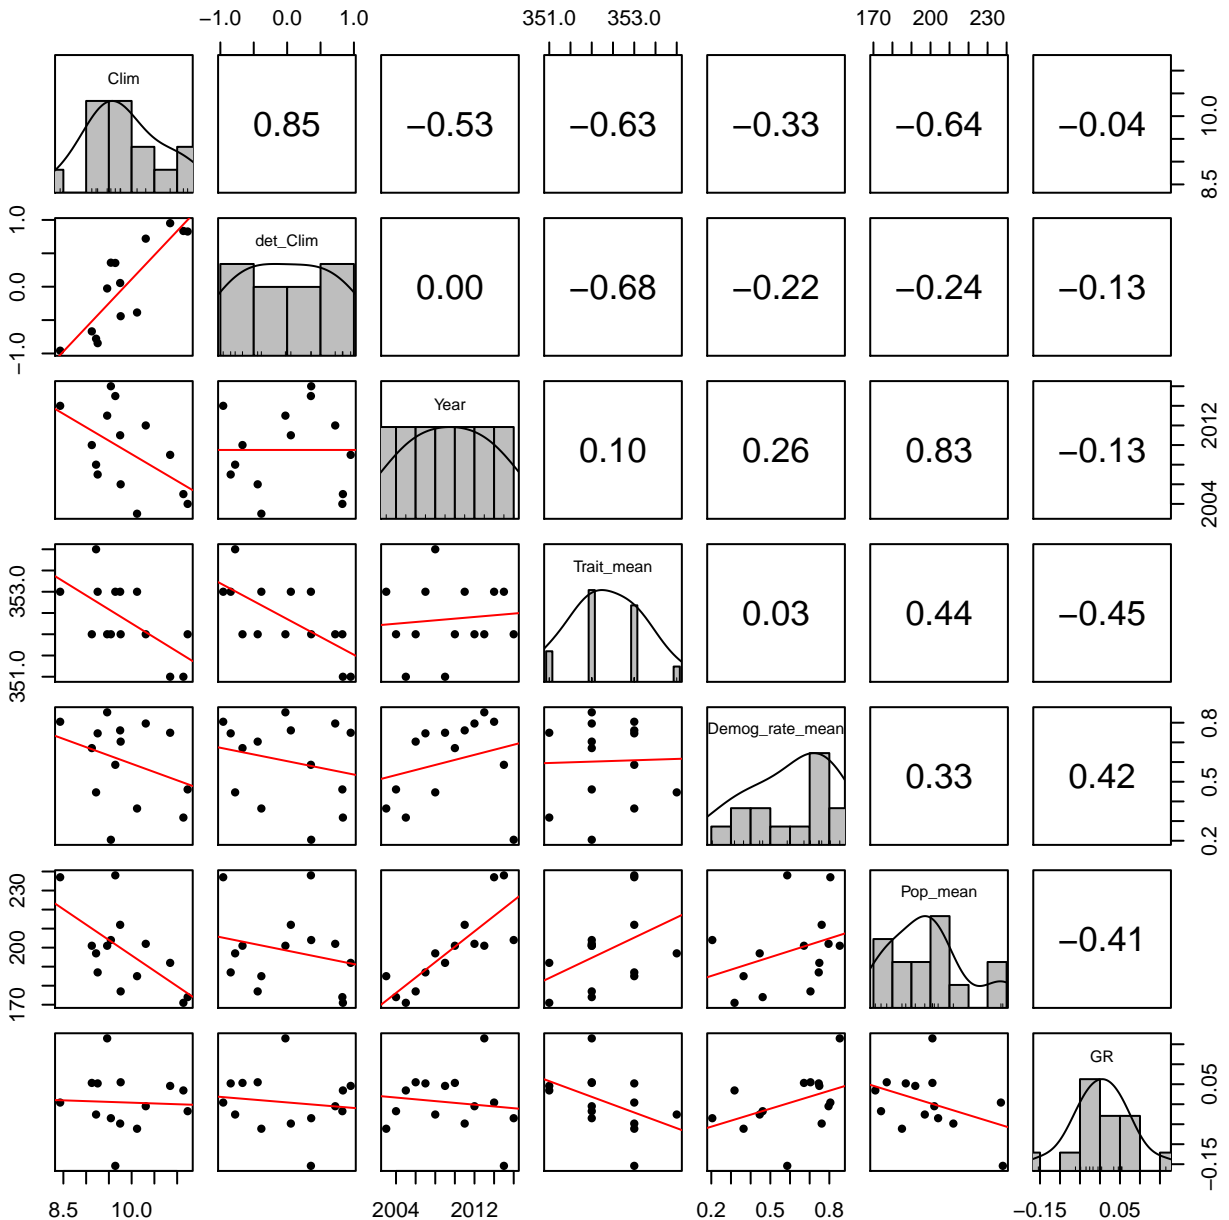 −1.0 0.0 1.0 351.0 353.0 170 200 230
Clim 0.85 −0.53 −0.63 −0.33 −0.64 −0.04 8.5 10.0
−1.0 0.0 1.0 det_Clim 0.00 −0.68 −0.22 −0.24 −0.13
Year 0.10 0.26 0.83 −0.13 2004 2012
351.0 353.0 Trait_mean 0.03 0.44 −0.45
Demog_rate_mean 0.33 0.42 0.2 0.5 0.8
170 200 230 Pop_mean −0.41
GR −0.15 0.05
8.5 10.0 2004 2012 0.2 0.5 0.8 −0.15 0.05